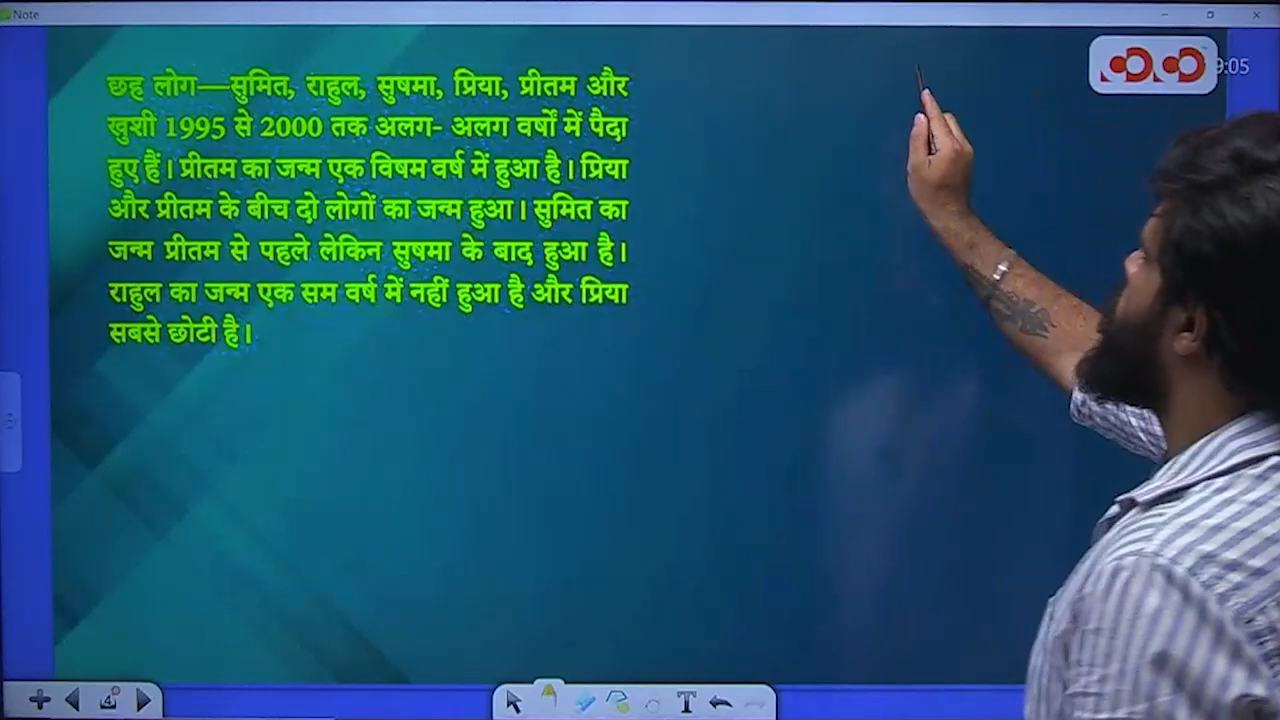 Note
9:05
छह लोग—सुमित, राहुल, सुषमा, प्रिया, प्रीतम और
खुशी 1995 से 2000 तक अलग- अलग वर्षों में पैदा
हुए हैं। प्रीतम का जन्म एक विषम वर्ष में हुआ है। प्रिया
और प्रीतम के बीच दो लोगों का जन्म हुआ। सुमित का
जन्म प्रीतम से पहले लेकिन सुषमा के बाद हुआ है।
राहुल का जन्म एक सम वर्ष में नहीं हुआ है और प्रिया
सबसे छोटी है।
4
T